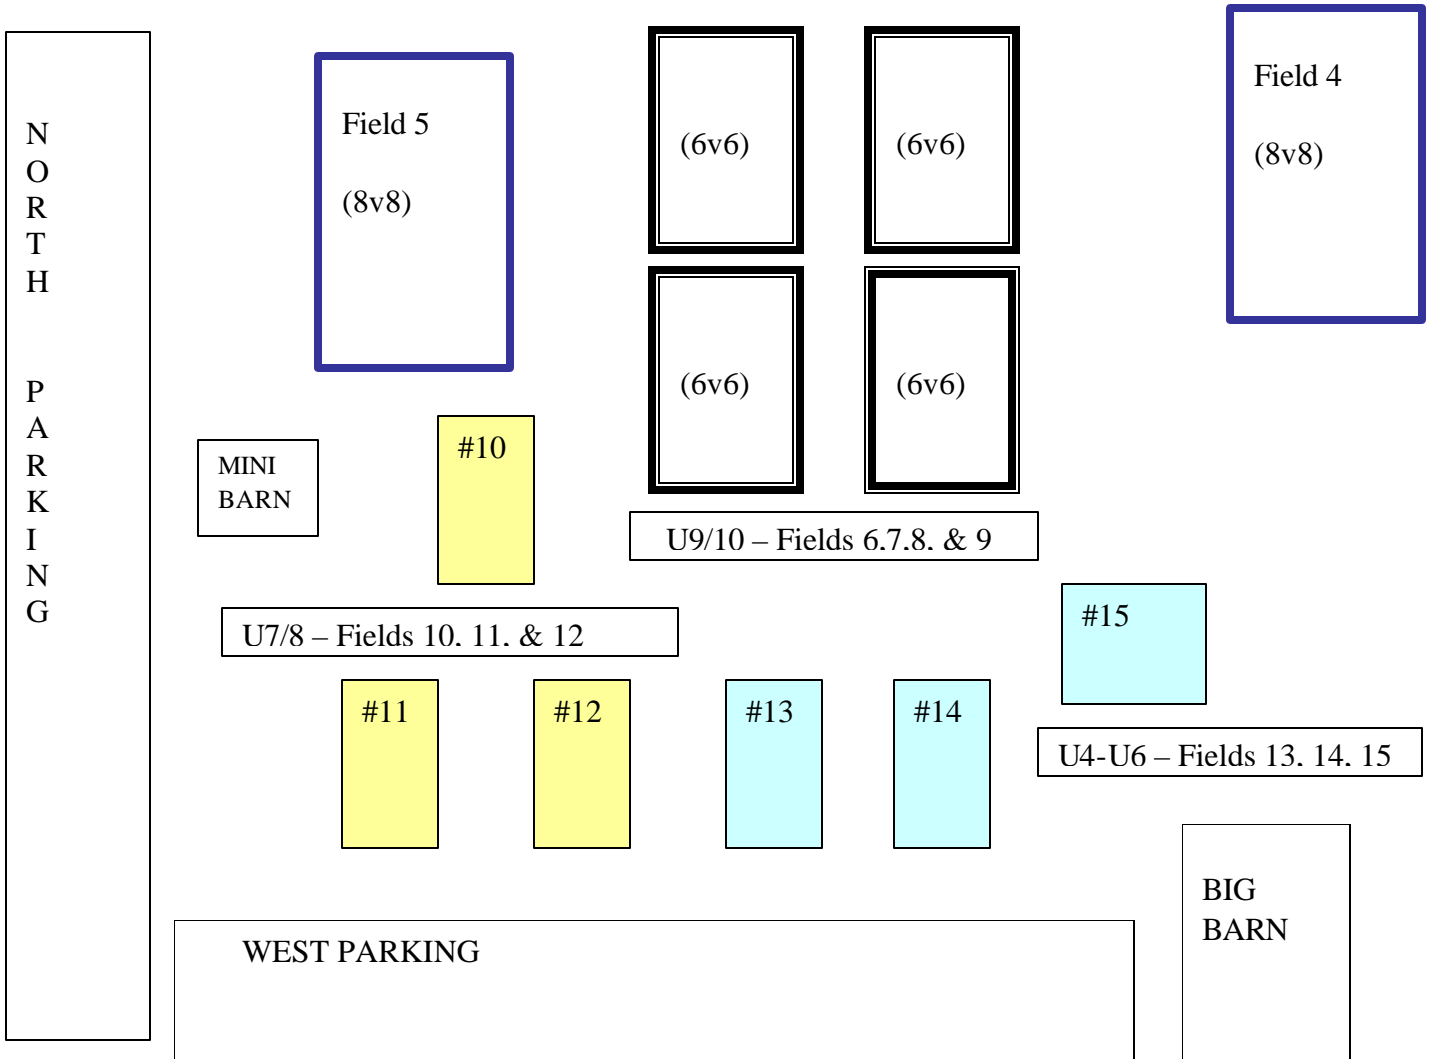 NORTH PARKING
Field 5
(8v8)
(6v6)
(6v6)
Field 4
(8v8)
(6v6)
(6v6)
MINI
BARN
#10
U9/10 – Fields 6,7,8, & 9
U7/8 – Fields 10, 11, & 12
#15
#11
#12
#13
#14
U4-U6 – Fields 13, 14, 15
BIG
BARN
WEST PARKING